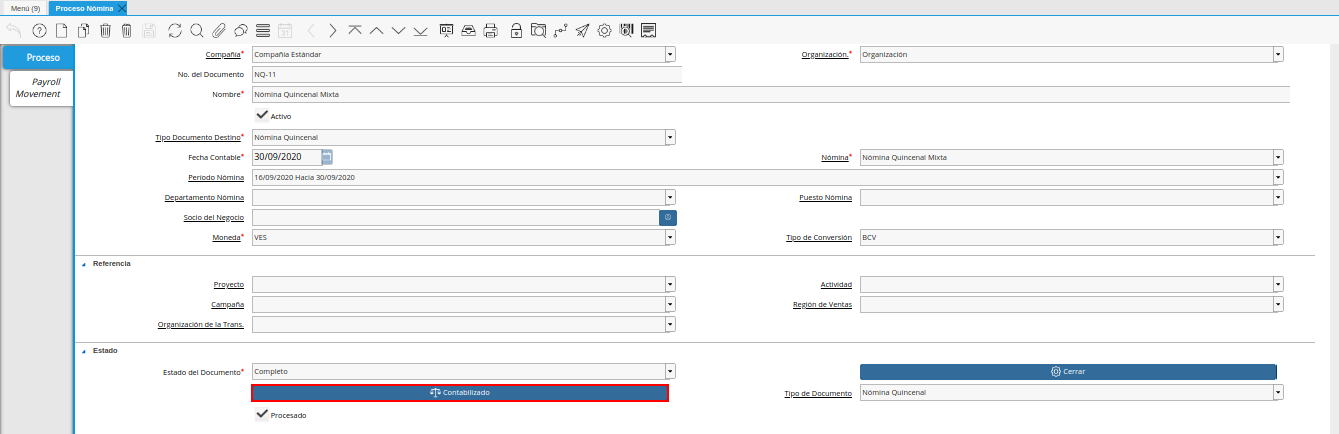 Menú (9) Proceso Nómina
Proceso
Payroll Movement
Compañía* Compañía Estándar Organización.* Organización
No. del Documento NQ-11
Nombre* Nómina Quincenal Mixta
Activo
Tipo Documento Destino* Nómina Quincenal
Fecha Contable* 30/09/2020 Nómina* Nómina Quincenal Mixta
Período Nómina 16/09/2020 Hacia 30/09/2020
Departamento Nómina Puesto Nómina
Socio del Negocio
Moneda* VES Tipo de Conversión BCV
Referencia
Proyecto Actividad
Campaña Región de Ventas
Organización de la Trans.
Estado
Estado del Documento* Completo Cerrar
Contabilizado Tipo de Documento Nómina Quincenal
Procesado